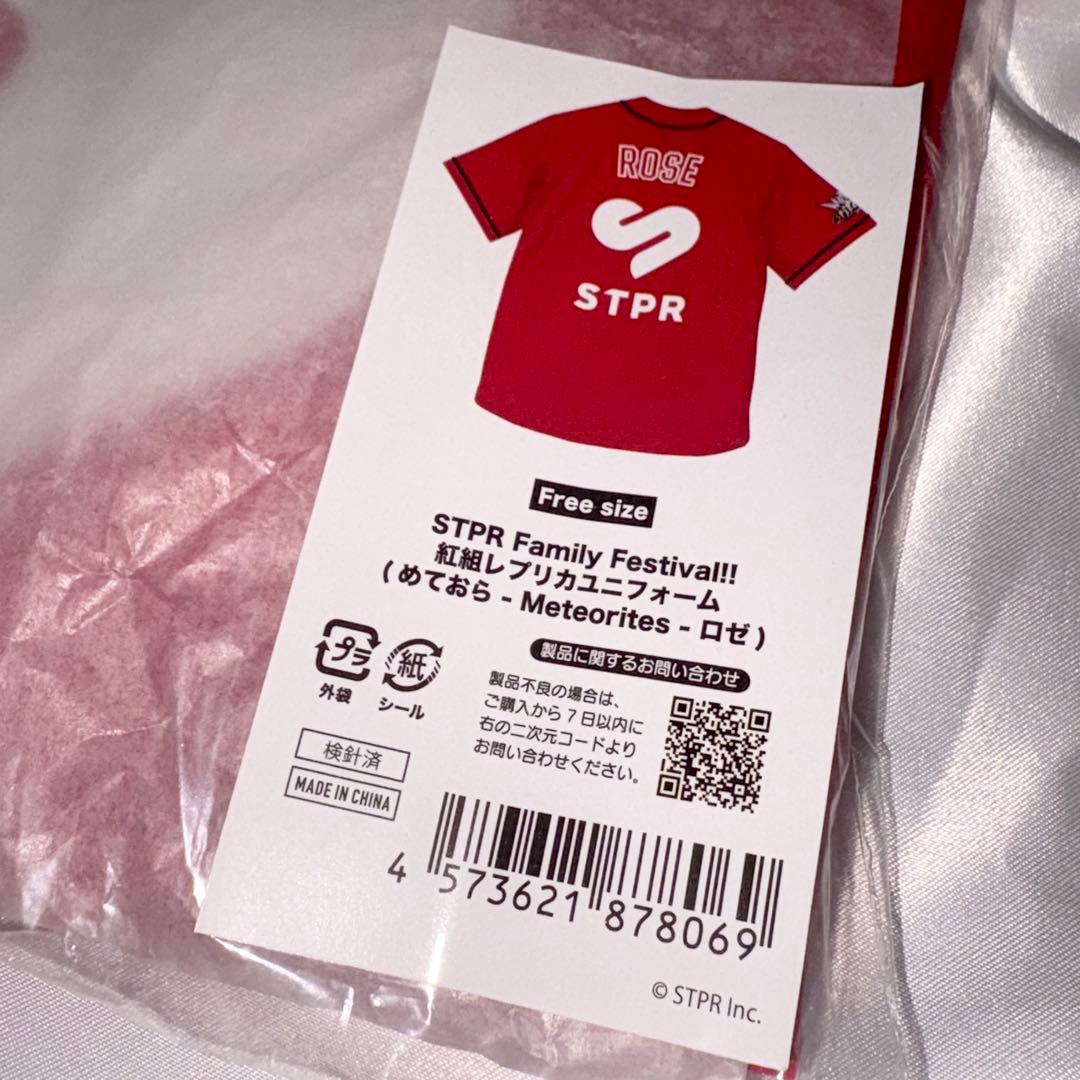 ROSE
STPR
Free size
STPR Family Festival!!
紅組レプリカユニフォーム
( めておら - Meteorites - ロゼ )
プラ
外袋
紙
シール
検針済
MADE IN CHINA
製品に関するお問い合わせ
製品不良の場合は、
ご購入から7日以内に
右の二次元コードより
お問い合わせください。
4 573621 878069
© STPR Inc.